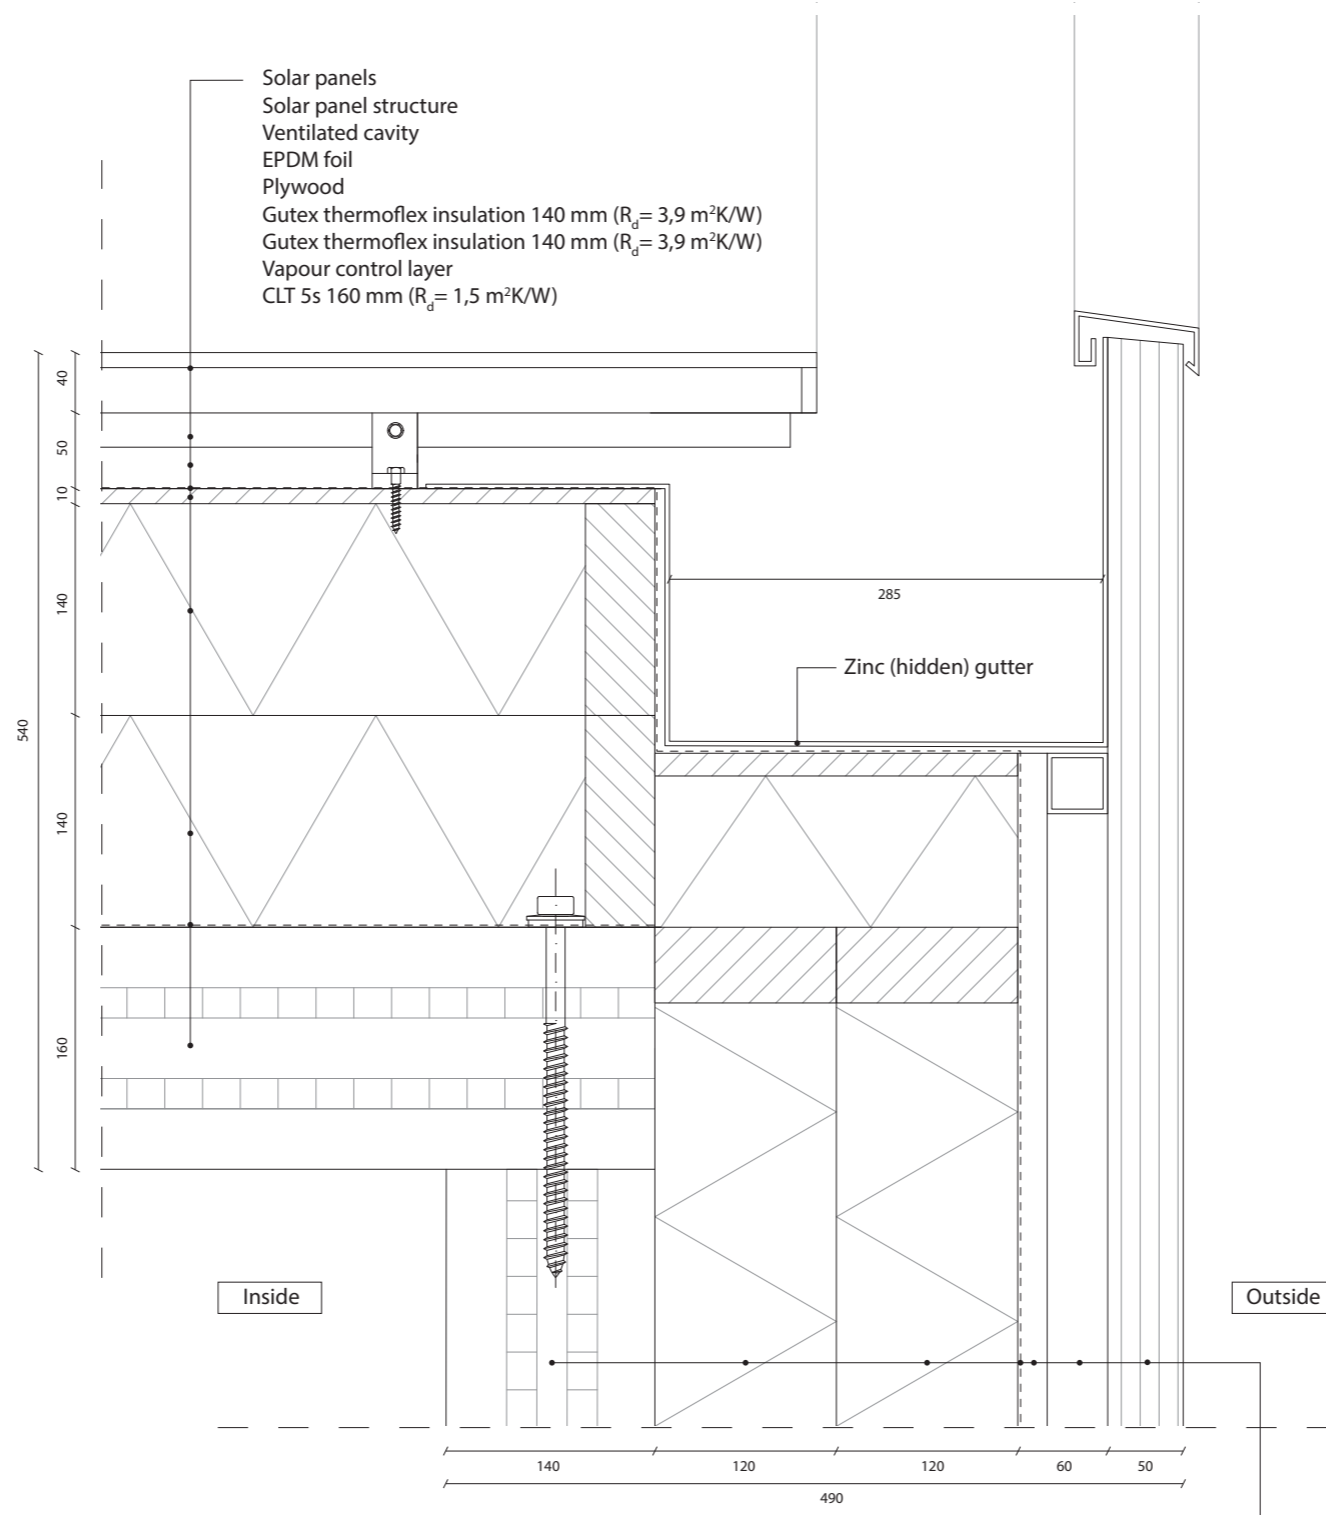 Solar panels
Solar panel structure
Ventilated cavity
EPDM foil
Plywood
Gutex thermoflex insulation 140 mm (Rd= 3,9 m²K/W)
Gutex thermoflex insulation 140 mm (Rd= 3,9 m²K/W)
Vapour control layer
CLT 5s 160 mm (Rd= 1,5 m²K/W)
40
50
10
140
285
Zinc (hidden) gutter
540
140
160
Inside
Outside
140
120
120
60
50
490